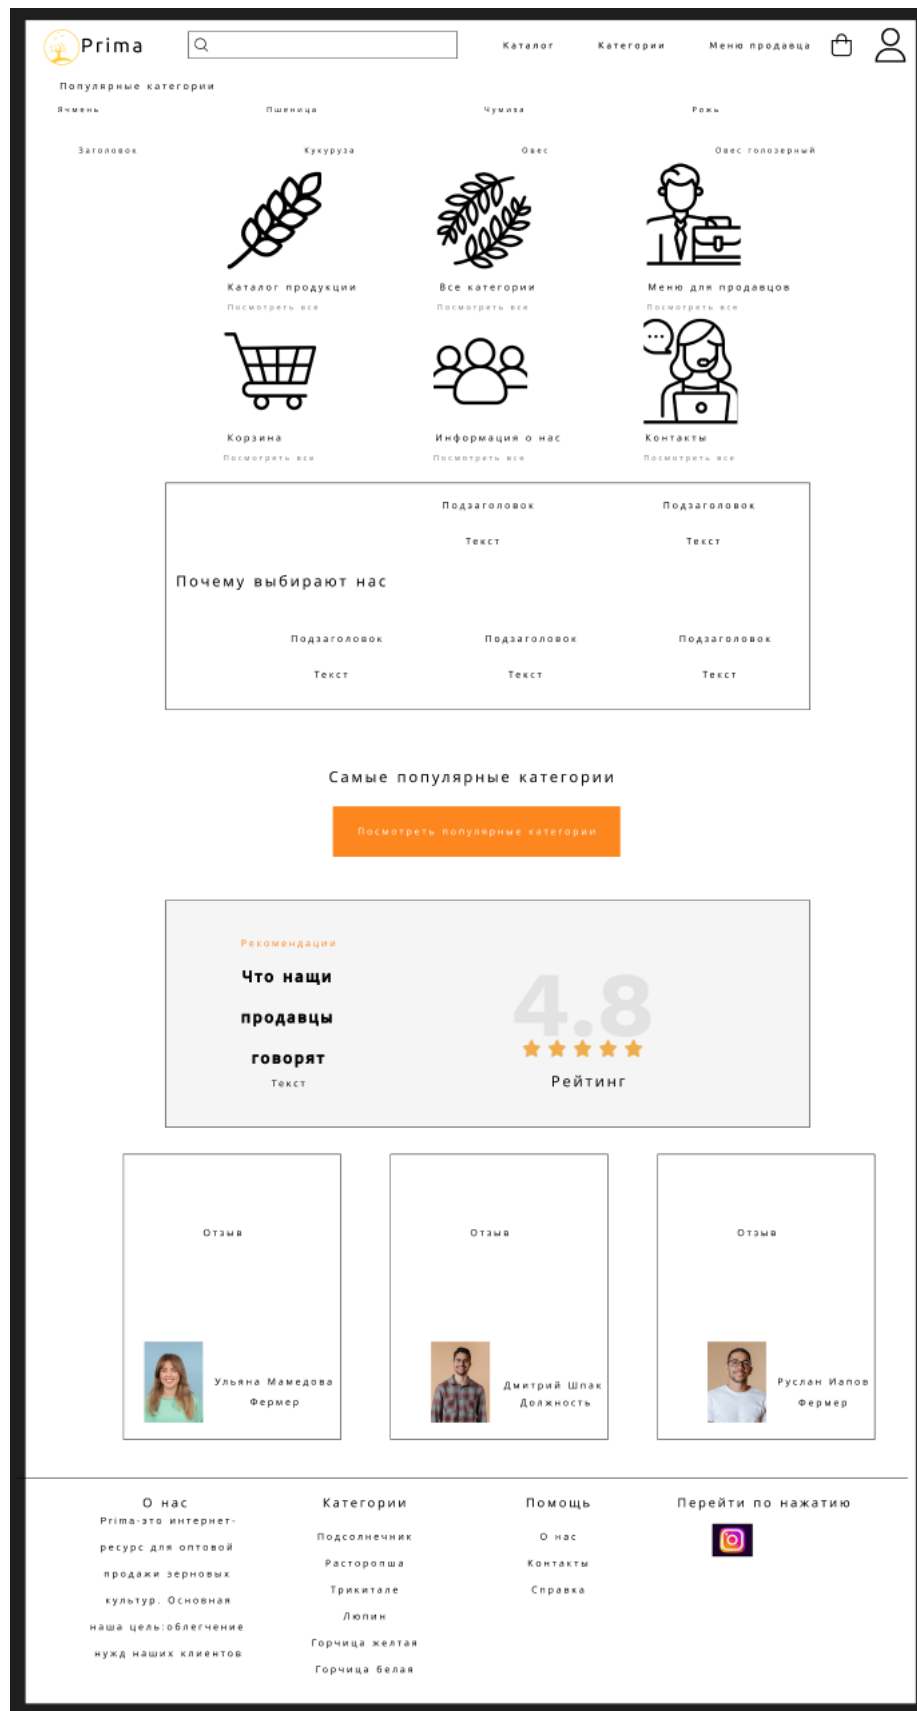 Prima
Каталог Категории Меню продавца
Популярные категории
Ячмень Пшеница Чумиза Рожь
Заголовок Кукуруза Овес Овес голозерный
Каталог продукции Все категории Меню для продавцов
Посмотреть все Посмотреть все Посмотреть все
Корзина Информация о нас Контакты
Посмотреть все Посмотреть все Посмотреть все
Подзаголовок Подзаголовок
Текст Текст
Почему выбирают нас
Подзаголовок Подзаголовок Подзаголовок
Текст Текст Текст
Самые популярные категории
Посмотреть популярные категории
Рекомендации
Что нащи
продавцы
говорят
Текст
4.8
Рейтинг
Отзыв Отзыв Отзыв
Ульяна Мамедова
Фермер
Дмитрий Шпак
Должность
Руслан Иапов
Фермер
О нас
Prima-это интернет-
ресурс для оптовой
продажи зерновых
культур. Основная
наша цель:облегчение
нужд наших клиентов
Категории
Подсолнечник
Расторопша
Трикитале
Люпин
Горчица желтая
Горчица белая
Помощь
О нас
Контакты
Справка
Перейти по нажатию